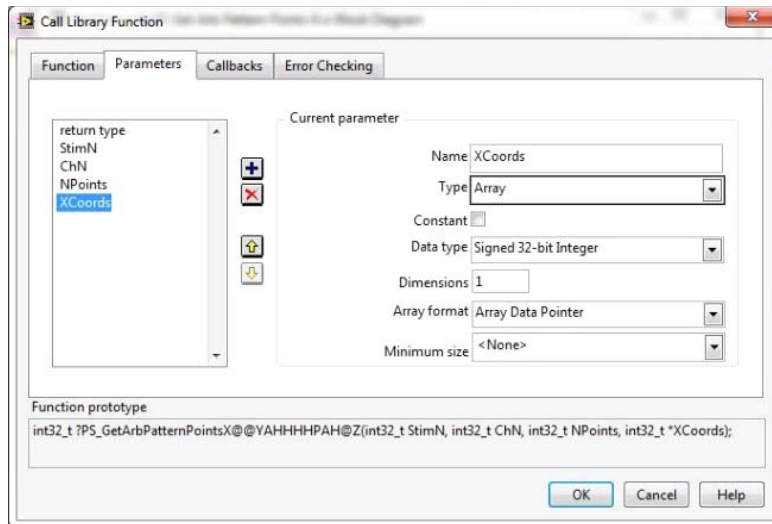 Call Library Function
Function
Parameters
Callbacks
Error Checking
return type
StimN
ChN
NPoints
XCoords
Current parameter
Name XCoords
Type Array
Constant
Data type Signed 32-bit Integer
Dimensions 1
Array format Array Data Pointer
Minimum size <None>
Function prototype
int32_t ?PS_GetArbPatternPointsX@@YAHHHHPAH@Z(int32_t StimN, int32_t ChN, int32_t NPoints, int32_t *XCoords);
OK
Cancel
Help